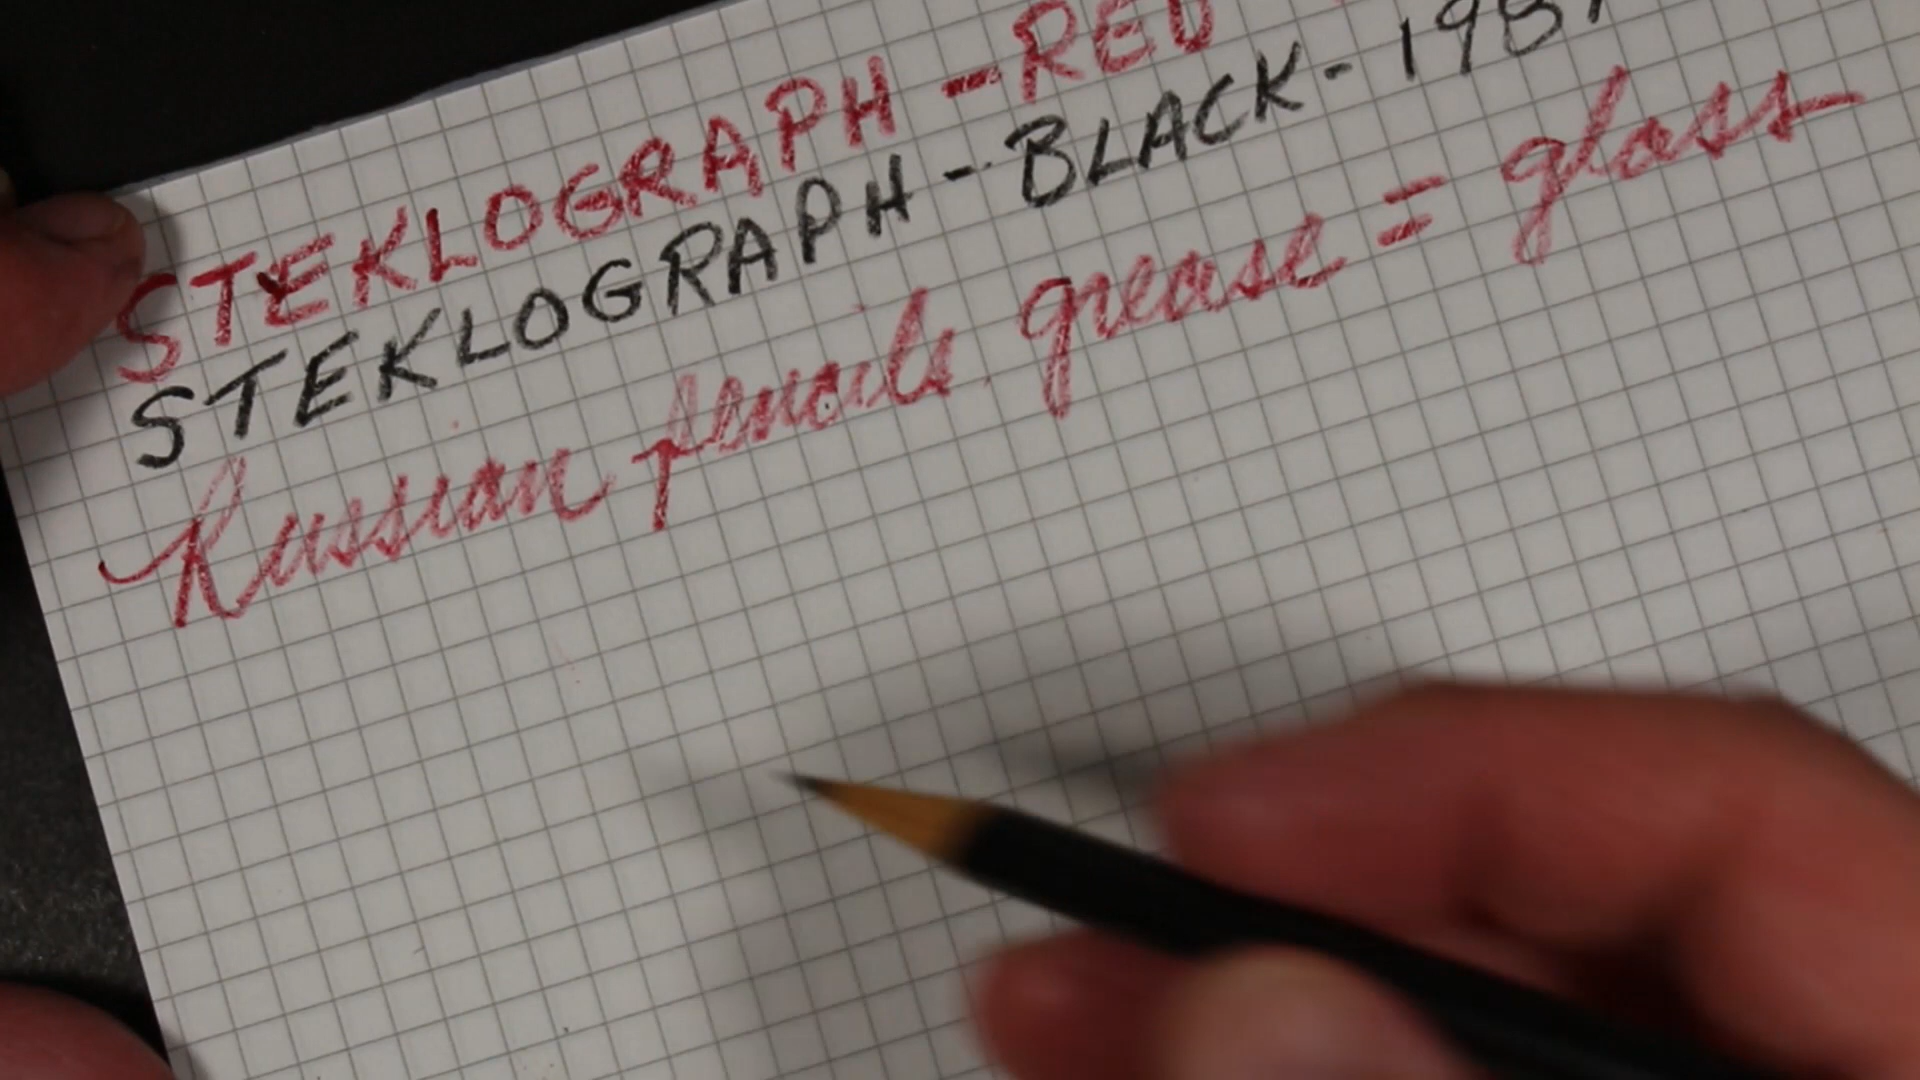 STEKLOGRAPH - RED
STEKLOGRAPH - BLACK - 198
Russian pencils grease = glass